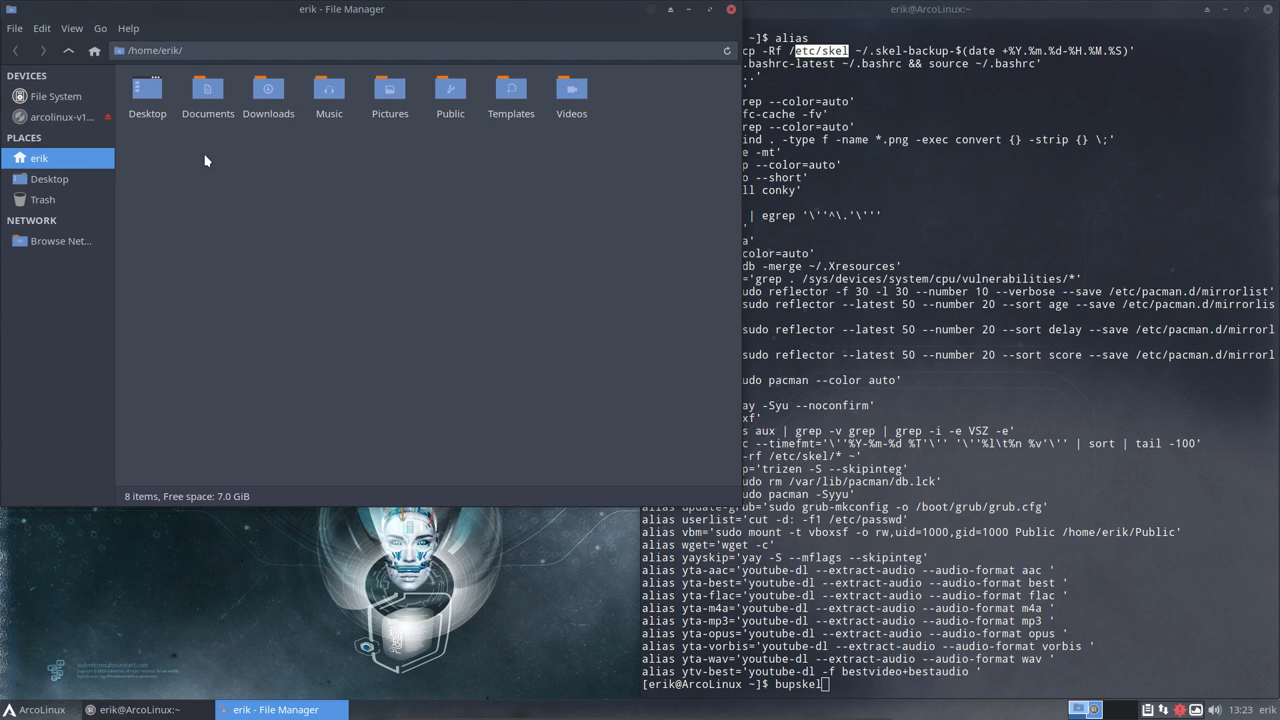 erik - File Manager
File Edit View Go Help
/home/erik/
DEVICES
File System
arcolinux-v1...
PLACES
erik
Desktop
Trash
NETWORK
Browse Net...
Desktop
Documents
Downloads
Music
Pictures
Public
Templates
Videos
8 items, Free space: 7.0 GiB
erik@ArcoLinux:~
~]$ alias
cp -Rf /etc/skel ~/.skel-backup-$(date +%Y.%m.%d-%H.%M.%S)'
.bashrc-latest ~/.bashrc && source ~/.bashrc'
..'
rep --color=auto'
fc-cache -fv'
rep --color=auto'
ind . -type f -name *.png -exec convert {} -strip {} \;'
e -mt'
p --color=auto'
o --short'
ll conky'
| egrep '\''^\.'\'''
'
a'
color=auto'
db -merge ~/.Xresources'
='grep . /sys/devices/system/cpu/vulnerabilities/*'
udo reflector -f 30 -l 30 --number 10 --verbose --save /etc/pacman.d/mirrorlist'
udo reflector --latest 50 --number 20 --sort age --save /etc/pacman.d/mirrorlis
udo reflector --latest 50 --number 20 --sort delay --save /etc/pacman.d/mirrorl
udo reflector --latest 50 --number 20 --sort score --save /etc/pacman.d/mirrorl
udo pacman --color auto'
ay -Syu --noconfirm'
xf'
s aux | grep -v grep | grep -i -e VSZ -e'
c --timefmt='\''%Y-%m-%d %T'\'' '\''%l\t%n %v'\'' | sort | tail -100'
-rf /etc/skel/* ~'
p='trizen -S --skipinteg'
udo rm /var/lib/pacman/db.lck'
udo pacman -Syyu'
alias update-grub='sudo grub-mkconfig -o /boot/grub/grub.cfg'
alias userlist='cut -d: -f1 /etc/passwd'
alias vbm='sudo mount -t vboxsf -o rw,uid=1000,gid=1000 Public /home/erik/Public'
alias wget='wget -c'
alias yayskip='yay -S --mflags --skipinteg'
alias yta-aac='youtube-dl --extract-audio --audio-format aac '
alias yta-best='youtube-dl --extract-audio --audio-format best '
alias yta-flac='youtube-dl --extract-audio --audio-format flac '
alias yta-m4a='youtube-dl --extract-audio --audio-format m4a '
alias yta-mp3='youtube-dl --extract-audio --audio-format mp3 '
alias yta-opus='youtube-dl --extract-audio --audio-format opus '
alias yta-vorbis='youtube-dl --extract-audio --audio-format vorbis '
alias yta-wav='youtube-dl --extract-audio --audio-format wav '
alias ytv-best='youtube-dl -f bestvideo+bestaudio '
[erik@ArcoLinux ~]$ bupskel
ArcoLinux
erik@ArcoLinux:~
erik - File Manager
13:23 erik